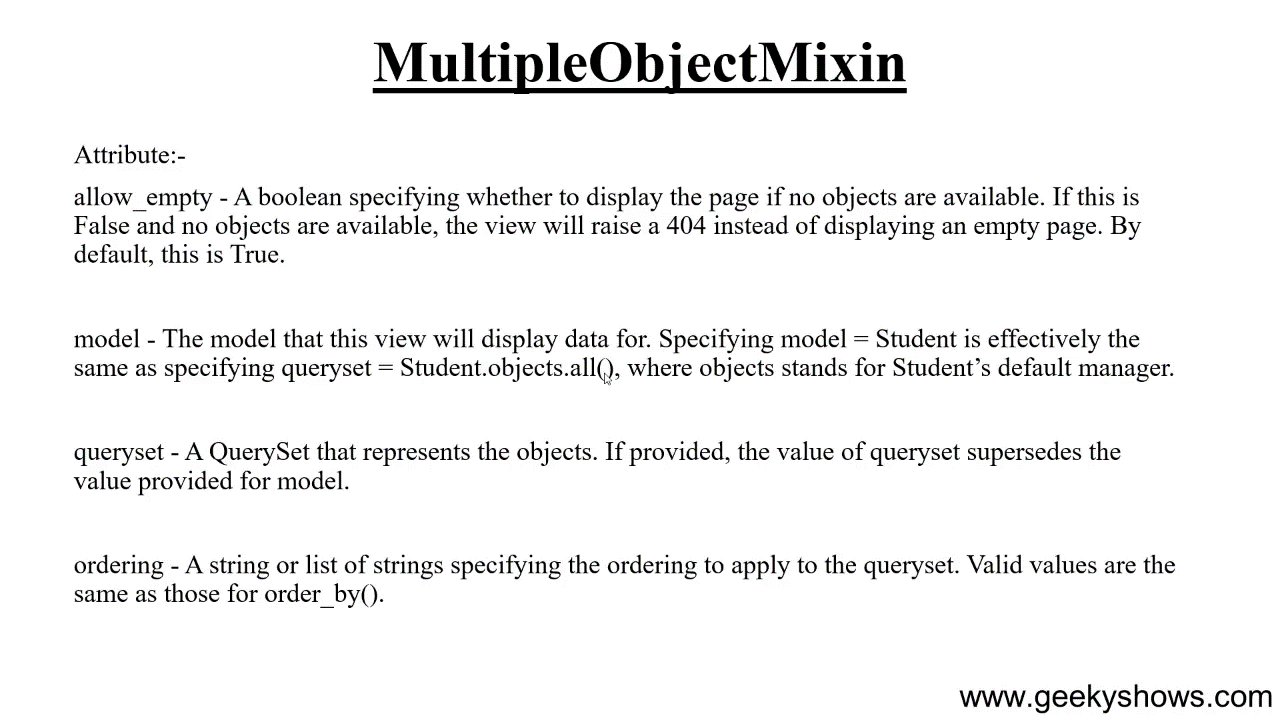 MultipleObjectMixin
Attribute:-
allow_empty - A boolean specifying whether to display the page if no objects are available. If this is
False and no objects are available, the view will raise a 404 instead of displaying an empty page. By
default, this is True.
model - The model that this view will display data for. Specifying model = Student is effectively the
same as specifying queryset = Student.objects.all(), where objects stands for Student’s default manager.
queryset - A QuerySet that represents the objects. If provided, the value of queryset supersedes the
value provided for model.
ordering - A string or list of strings specifying the ordering to apply to the queryset. Valid values are the
same as those for order_by().
www.geekyshows.com